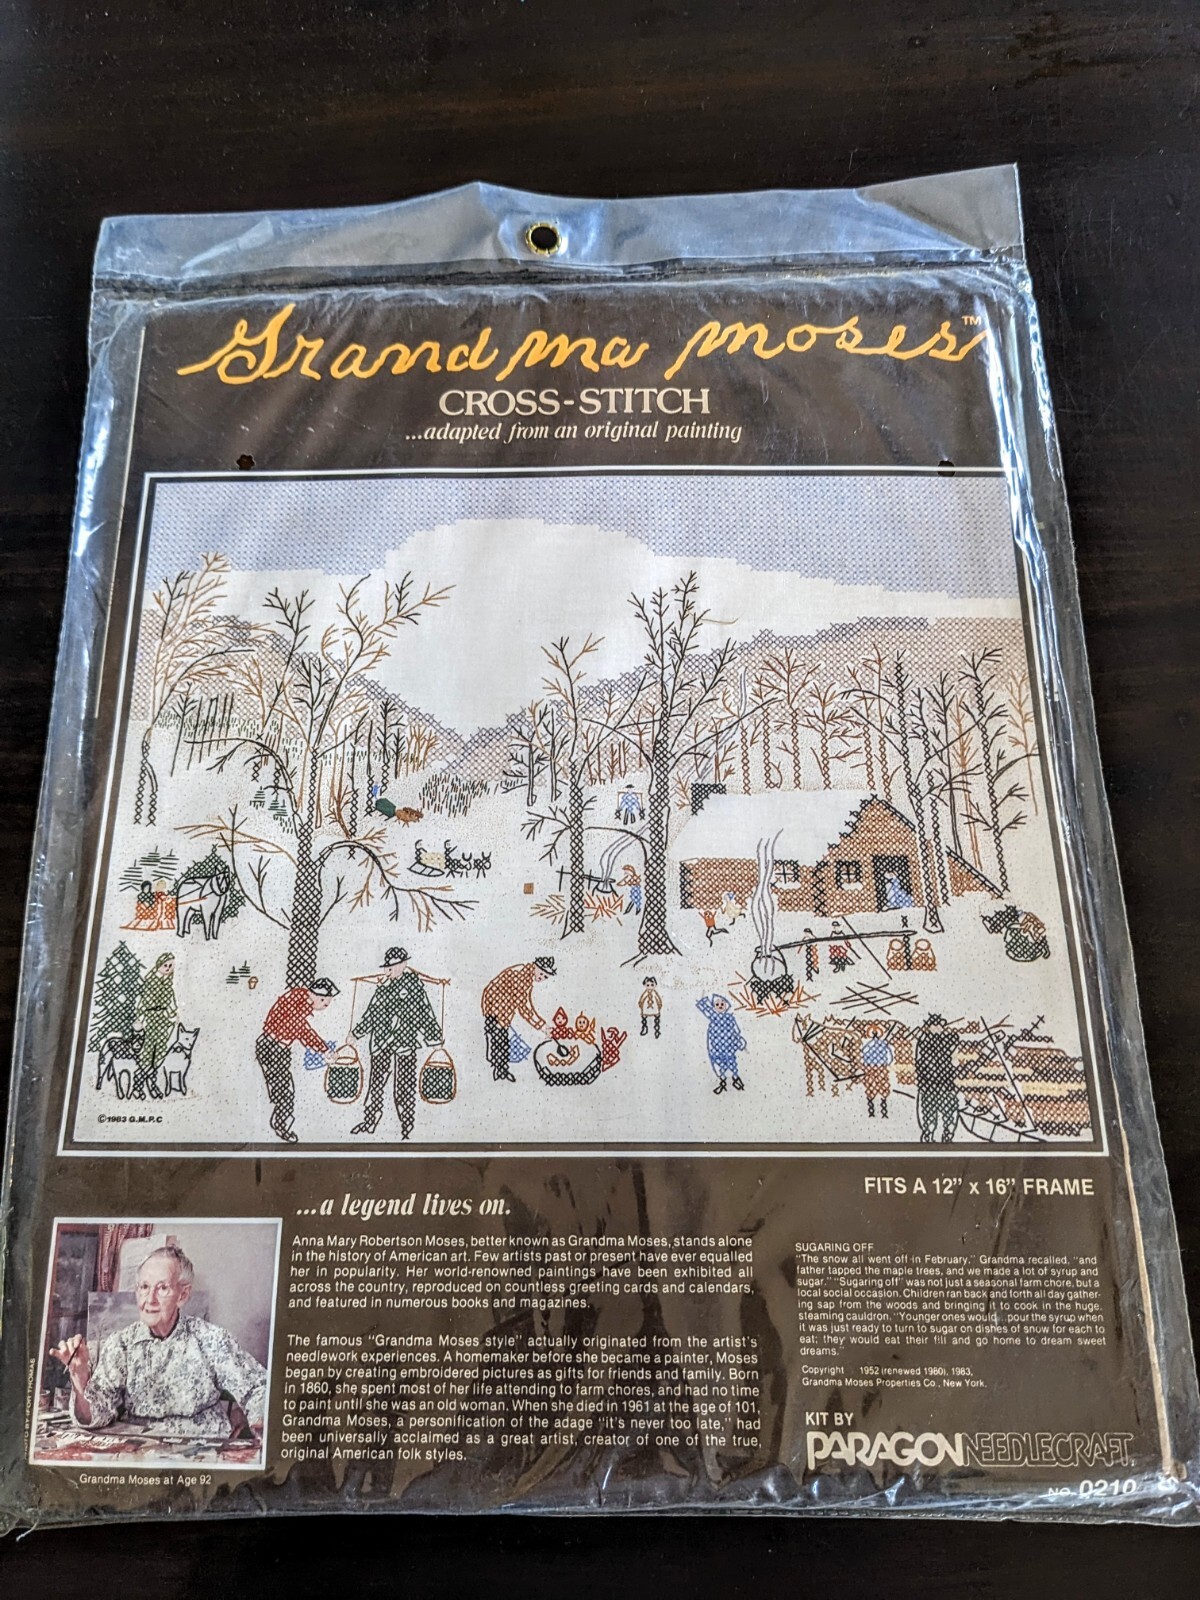 Grandma Moses™
CROSS-STITCH
...adapted from an original painting
©1983 G.M.P.C
FITS A 12" x 16" FRAME
...a legend lives on.
Anna Mary Robertson Moses, better known as Grandma Moses, stands alone
in the history of American art. Few artists past or present have ever equalled
her in popularity. Her world-renowned paintings have been exhibited all
across the country, reproduced on countless greeting cards and calendars,
and featured in numerous books and magazines.
The famous "Grandma Moses style" actually originated from the artist's
needlework experiences. A homemaker before she became a painter, Moses
began by creating embroidered pictures as gifts for friends and family. Born
in 1860, she spent most of her life attending to farm chores, and had no time
to paint until she was an old woman. When she died in 1961 at the age of 101,
Grandma Moses, a personification of the adage "it's never too late," had
been universally acclaimed as a great artist, creator of one of the true,
original American folk styles.
SUGARING OFF
"The snow all went off in February," Grandma recalled, "and
father tapped the maple trees, and we made a lot of syrup and
sugar." "Sugaring off" was not just a seasonal farm chore, but a
local social occasion. Children ran back and forth all day gather-
ing sap from the woods and bringing it to cook in the huge,
steaming cauldron. "Younger ones would...pour the syrup when
it was just ready to turn to sugar on dishes of snow for each to
eat; they would eat their fill and go home to dream sweet
dreams."
Copyright 1952 (renewed 1980), 1983,
Grandma Moses Properties Co., New York.
KIT BY
PARAGON NEEDLECRAFT
NO. 0210
Grandma Moses at Age 92